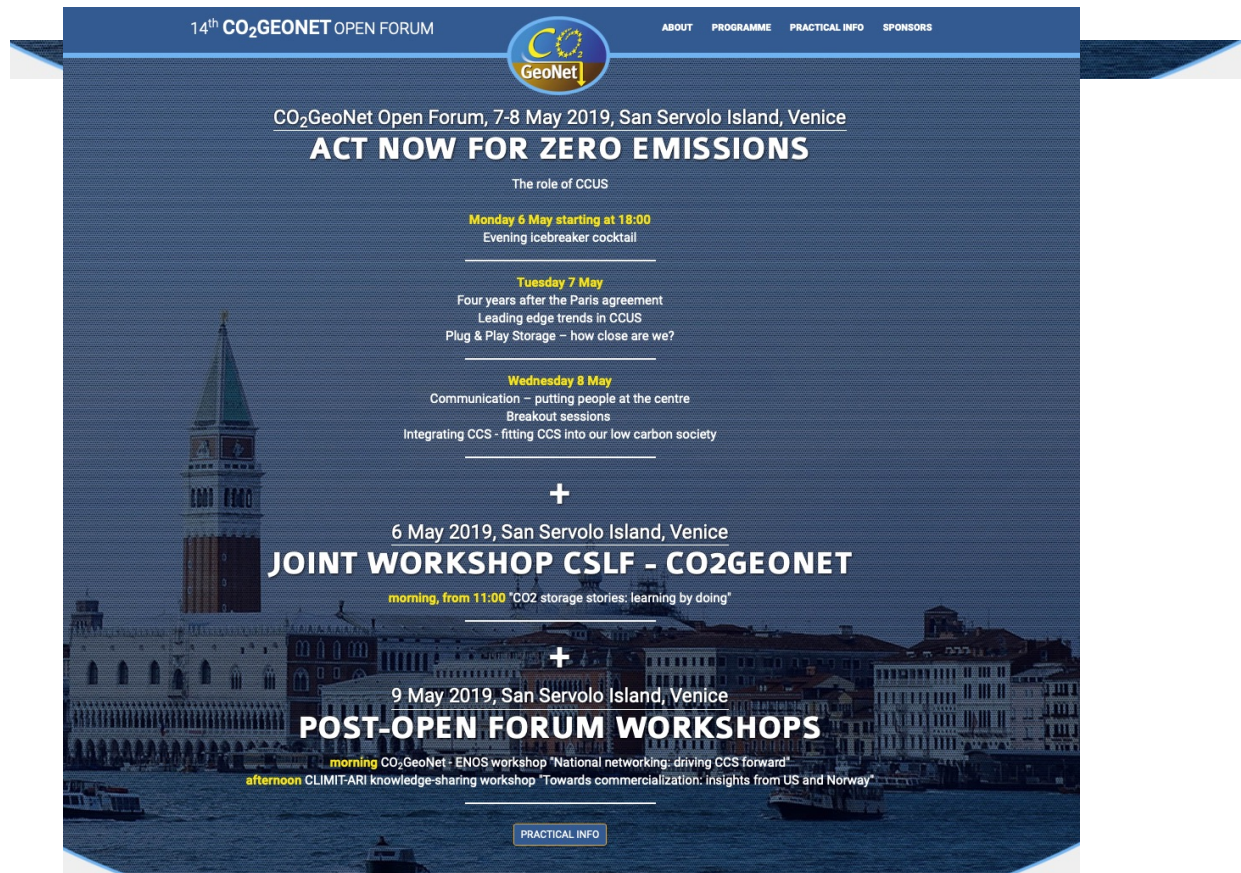 14th CO2GEONET OPEN FORUM
CO2
GeoNet
ABOUT PROGRAMME PRACTICAL INFO SPONSORS
CO2GeoNet Open Forum, 7-8 May 2019, San Servolo Island, Venice
ACT NOW FOR ZERO EMISSIONS
The role of CCUS
Monday 6 May starting at 18:00
Evening icebreaker cocktail
Tuesday 7 May
Four years after the Paris agreement
Leading edge trends in CCUS
Plug & Play Storage – how close are we?
Wednesday 8 May
Communication – putting people at the centre
Breakout sessions
Integrating CCS - fitting CCS into our low carbon society
+
6 May 2019, San Servolo Island, Venice
JOINT WORKSHOP CSLF - CO2GEONET
morning, from 11:00 "CO2 storage stories: learning by doing"
+
9 May 2019, San Servolo Island, Venice
POST-OPEN FORUM WORKSHOPS
morning CO2GeoNet - ENOS workshop "National networking: driving CCS forward"
afternoon CLIMIT-ARI knowledge-sharing workshop "Towards commercialization: insights from US and Norway"
PRACTICAL INFO